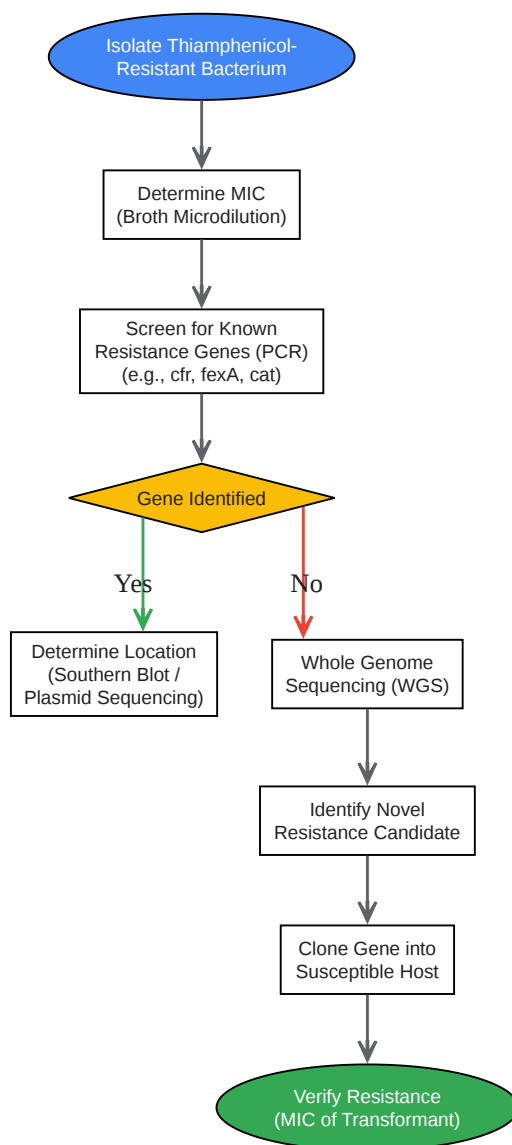 Isolate Thiamphenicol-
Resistant Bacterium
Determine MIC
(Broth Microdilution)
Screen for Known
Resistance Genes (PCR)
(e.g., cfr, fexA, cat)
Gene Identified
Yes
No
Determine Location
(Southern Blot /
Plasmid Sequencing)
Whole Genome
Sequencing (WGS)
Identify Novel
Resistance Candidate
Clone Gene into
Susceptible Host
Verify Resistance
(MIC of Transformant)